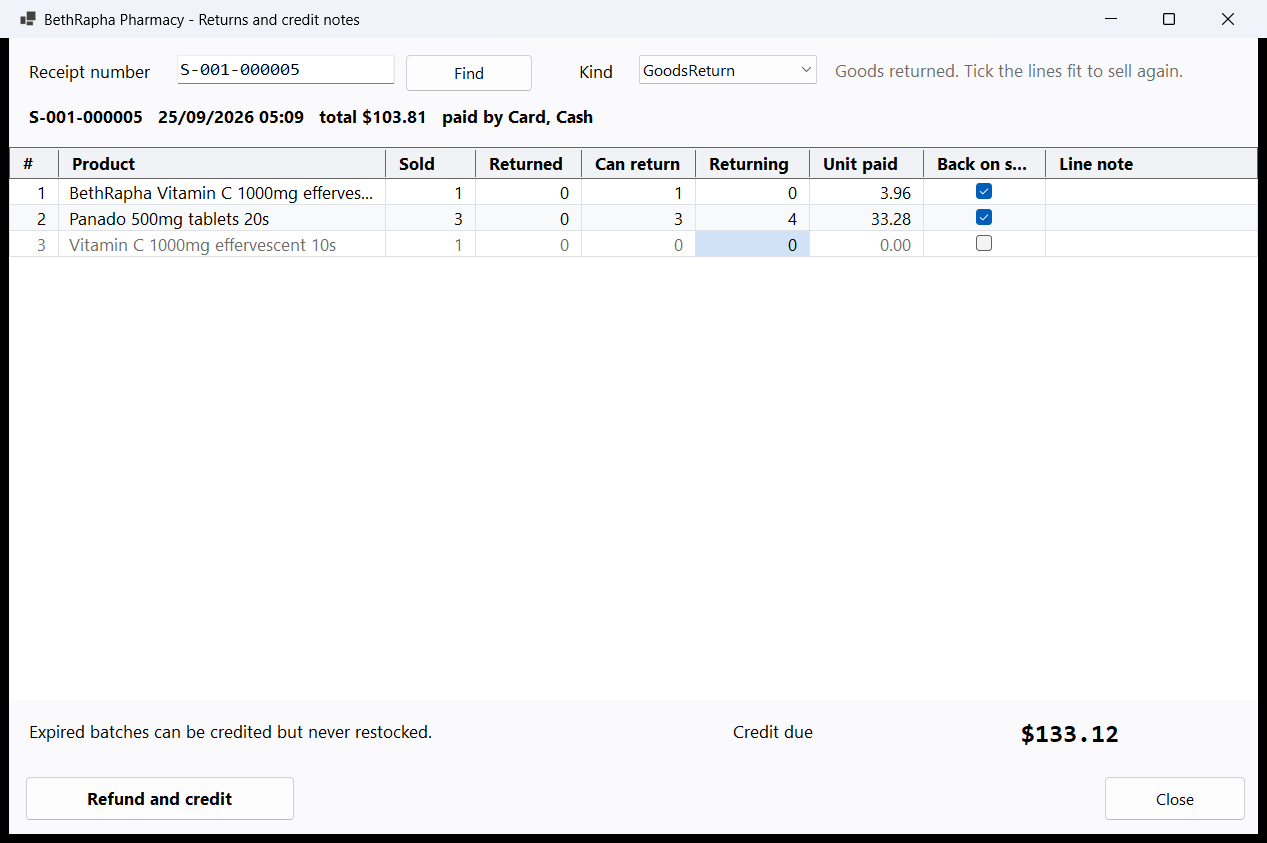 BethRapha Pharmacy - Returns and credit notes
Receipt number S-001-000005 Find Kind GoodsReturn Goods returned. Tick the lines fit to sell again.
S-001-000005 25/09/2026 05:09 total $103.81 paid by Card, Cash
# Product Sold Returned Can return Returning Unit paid Back on s... Line note
1 BethRapha Vitamin C 1000mg efferves... 1 0 1 0 3.96
2 Panado 500mg tablets 20s 3 0 3 4 33.28
3 Vitamin C 1000mg effervescent 10s 1 0 0 0 0.00
Expired batches can be credited but never restocked. Credit due $133.12
Refund and credit Close